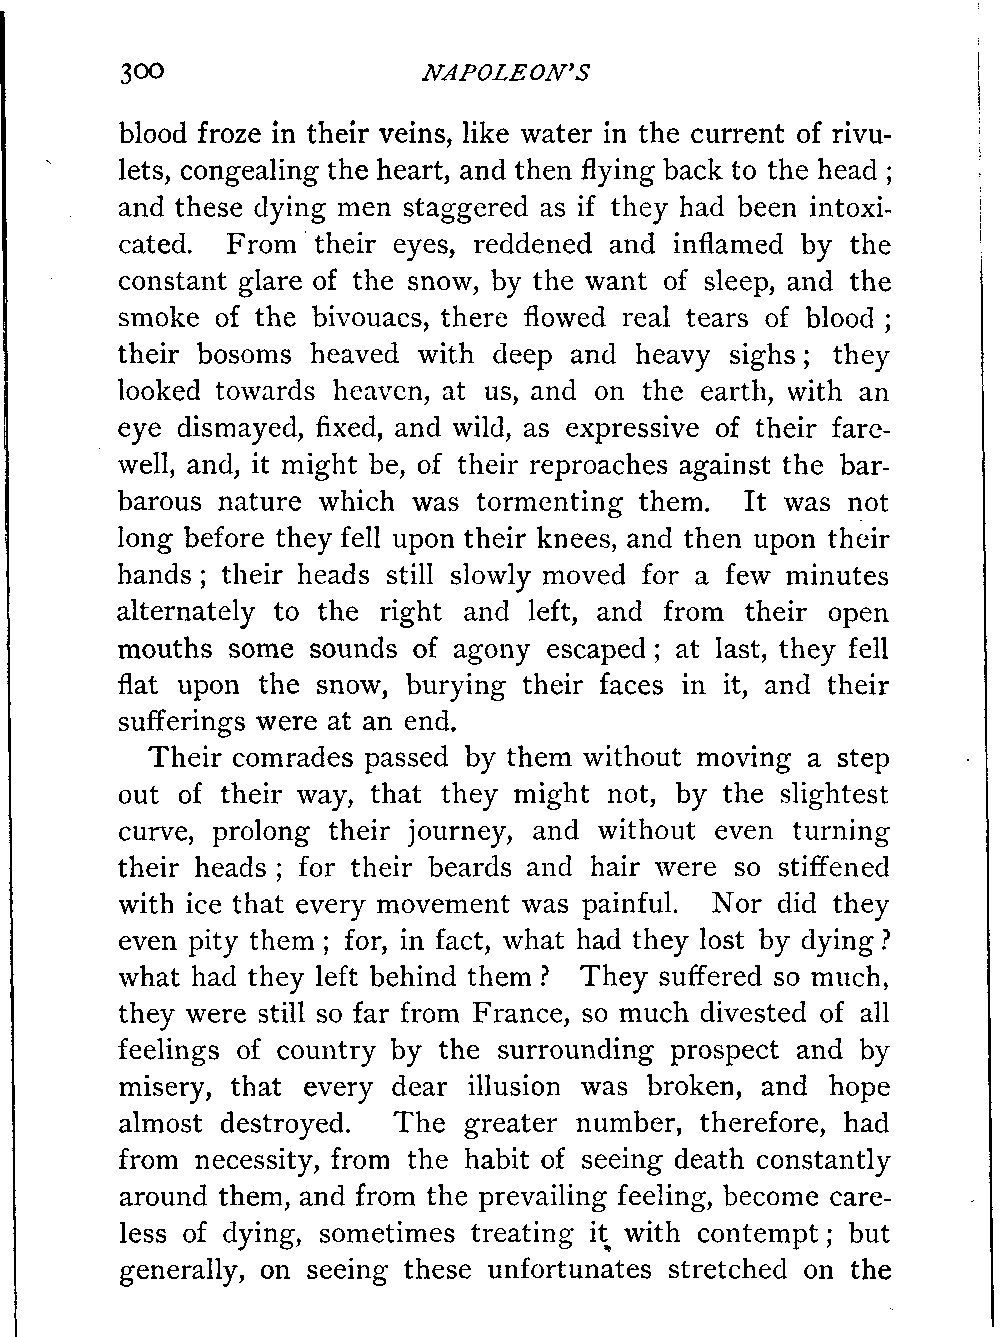 300 NAPOLEON'S
blood froze in their veins, like water in the current of rivu-
lets, congealing the heart, and then flying back to the head ;
and these dying men staggered as if they had been intoxi-
cated. From their eyes, reddened and inflamed by the
constant glare of the snow, by the want of sleep, and the
smoke of the bivouacs, there flowed real tears of blood ;
their bosoms heaved with deep and heavy sighs ; they
looked towards heaven, at us, and on the earth, with an
eye dismayed, fixed, and wild, as expressive of their fare-
well, and, it might be, of their reproaches against the bar-
barous nature which was tormenting them. It was not
long before they fell upon their knees, and then upon their
hands ; their heads still slowly moved for a few minutes
alternately to the right and left, and from their open
mouths some sounds of agony escaped ; at last, they fell
flat upon the snow, burying their faces in it, and their
sufferings were at an end.
Their comrades passed by them without moving a step
out of their way, that they might not, by the slightest
curve, prolong their journey, and without even turning
their heads ; for their beards and hair were so stiffened
with ice that every movement was painful. Nor did they
even pity them ; for, in fact, what had they lost by dying ?
what had they left behind them ? They suffered so much,
they were still so far from France, so much divested of all
feelings of country by the surrounding prospect and by
misery, that every dear illusion was broken, and hope
almost destroyed. The greater number, therefore, had
from necessity, from the habit of seeing death constantly
around them, and from the prevailing feeling, become care-
less of dying, sometimes treating it with contempt ; but
generally, on seeing these unfortunates stretched on the